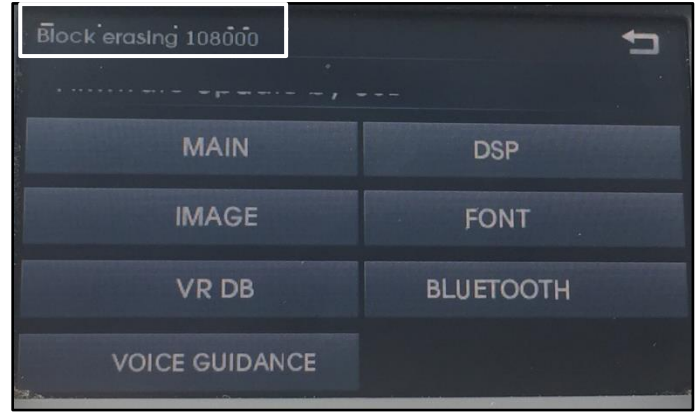 Block erasing 108000
MAIN
DSP
IMAGE
FONT
VR DB
BLUETOOTH
VOICE GUIDANCE